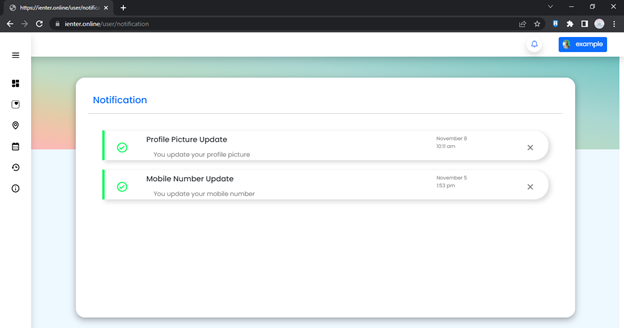 https://ienter.online/user/notific
ienter.online/user/notification
example
Notification
Profile Picture Update
November 8
10:11 am
You update your profile picture
Mobile Number Update
November 5
1:53 pm
You update your mobile number